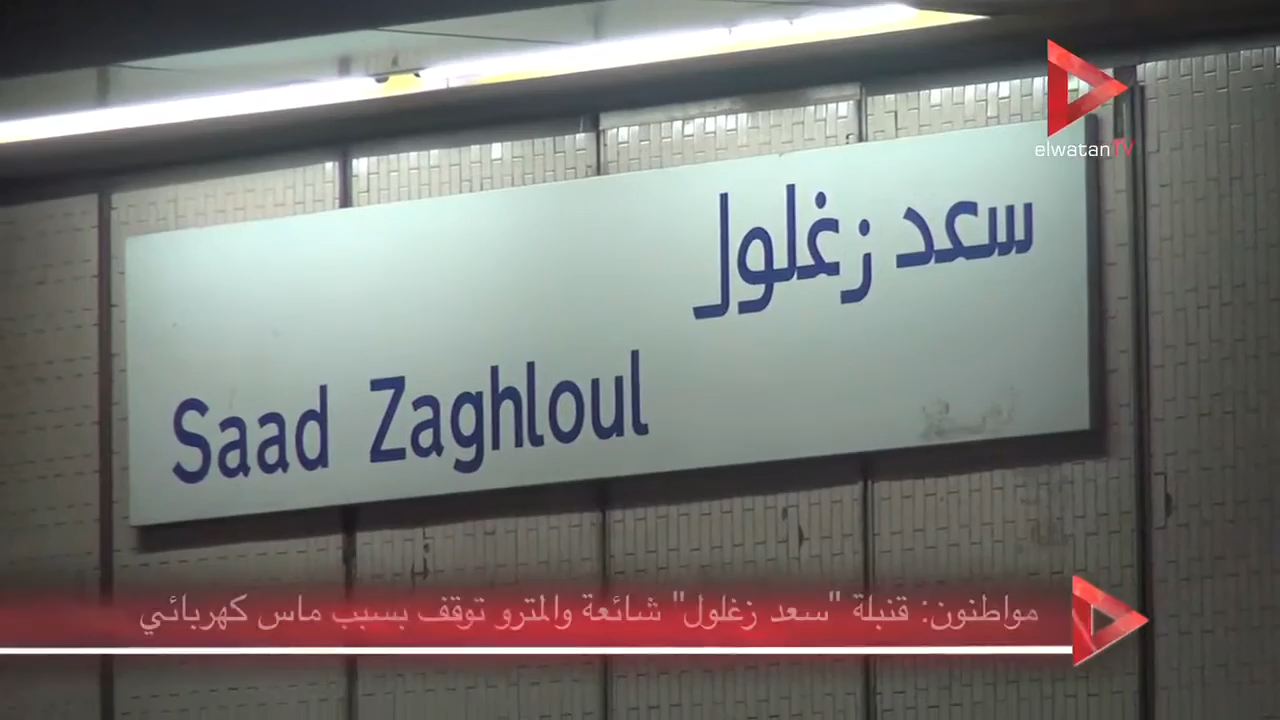 elwatanTV
سعد زغلول
Saad Zaghloul
مواطنون: قنبلة "سعد زغلول" شائعة والمترو توقف بسبب ماس كهربائي